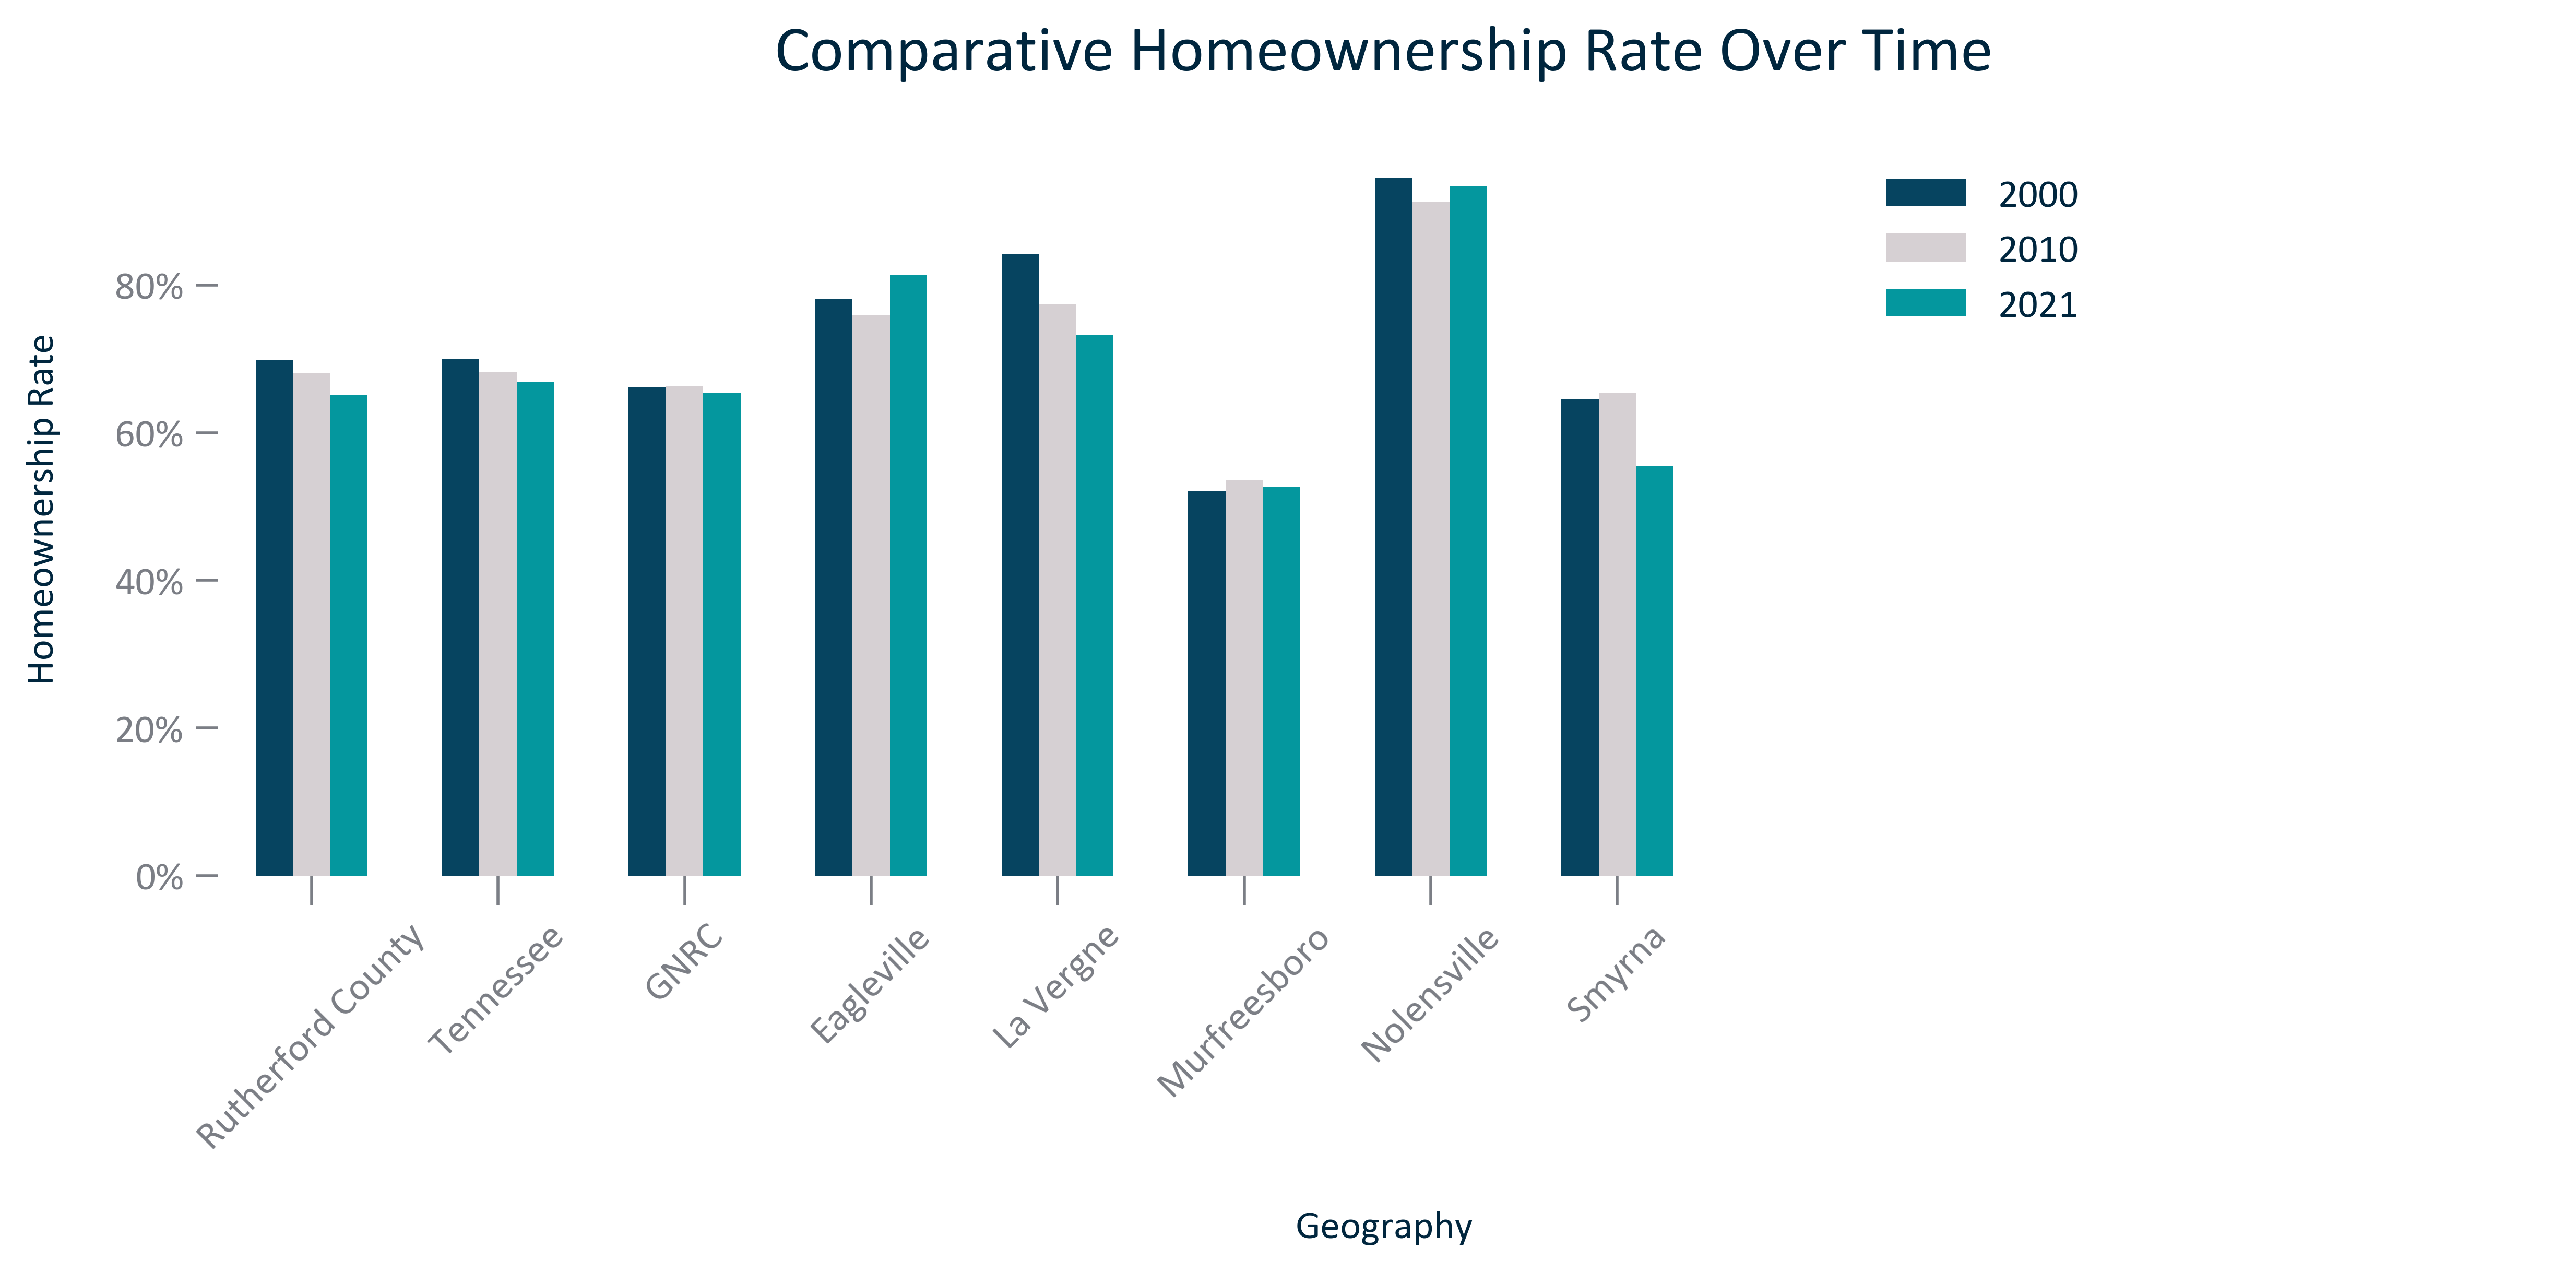 Comparative Homeownership Rate Over Time
2000
2010
2021
Homeownership Rate
80%
60%
40%
20%
0%
Rutherford County
Tennessee
GNRC
Eagleville
La Vergne
Murfreesboro
Nolensville
Smyrna
Geography